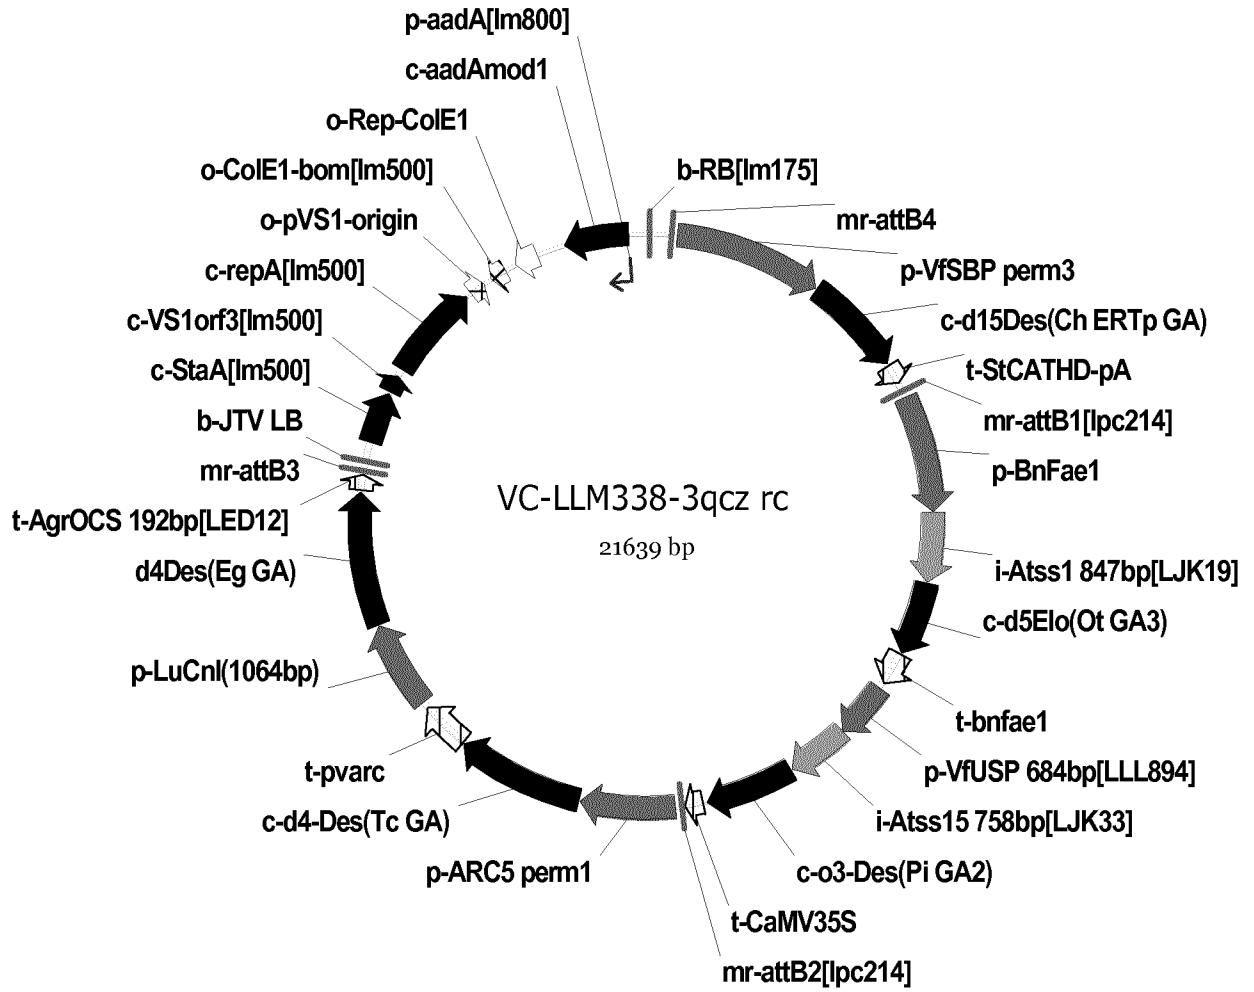 p-aadA[lm800]
c-aadAmod1
o-Rep-ColE1
o-ColE1-bom[lm500]
o-pVS1-origin
c-repA[lm500]
c-VS1orf3[lm500]
c-StaA[lm500]
b-JTV LB
mr-attB3
t-AgrOCS 192bp[LED12]
d4Des(Eg GA)
p-LuCnl(1064bp)
t-pvarc
c-d4-Des(Tc GA)
p-ARC5 perm1
b-RB[lm175]
mr-attB4
p-VfSBP perm3
c-d15Des(Ch ERTp GA)
t-StCATHD-pA
mr-attB1[lpc214]
p-BnFae1
i-Atss1 847bp[LJK19]
c-d5Elo(Ot GA3)
t-bnfae1
p-VfUSP 684bp[LLL894]
i-Atss15 758bp[LJK33]
c-o3-Des(Pi GA2)
t-CaMV35S
mr-attB2[lpc214]
VC-LLM338-3qcz rc
21639 bp